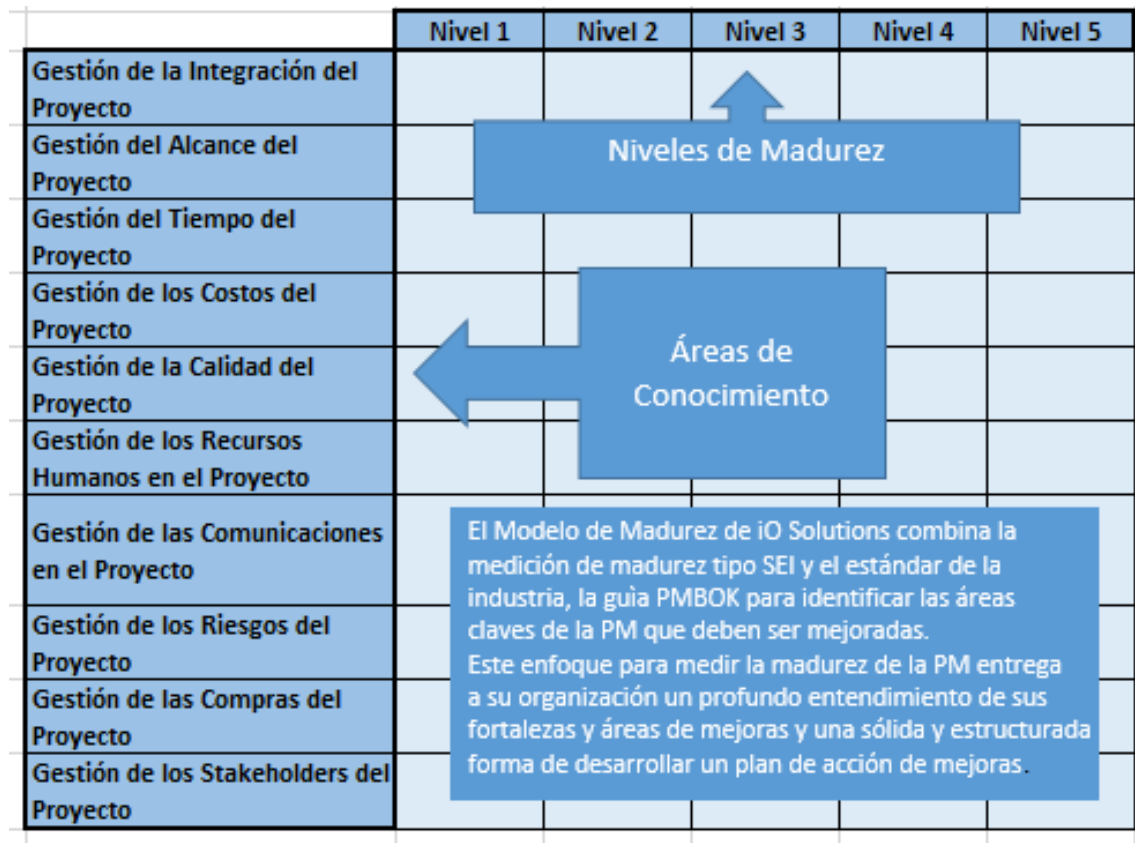 Nivel 1 Nivel 2 Nivel 3 Nivel 4 Nivel 5
Gestión de la Integración del
Proyecto
Gestión del Alcance del
Proyecto
Gestión del Tiempo del
Proyecto
Gestión de los Costos del
Proyecto
Gestión de la Calidad del
Proyecto
Gestión de los Recursos
Humanos en el Proyecto
Gestión de las Comunicaciones
en el Proyecto
Gestión de los Riesgos del
Proyecto
Gestión de las Compras del
Proyecto
Gestión de los Stakeholders del
Proyecto
Niveles de Madurez
Áreas de
Conocimiento
El Modelo de Madurez de iO Solutions combina la
medición de madurez tipo SEI y el estándar de la
industria, la guìa PMBOK para identificar las áreas
claves de la PM que deben ser mejoradas.
Este enfoque para medir la madurez de la PM entrega
a su organización un profundo entendimiento de sus
fortalezas y áreas de mejoras y una sólida y estructurada
forma de desarrollar un plan de acción de mejoras.